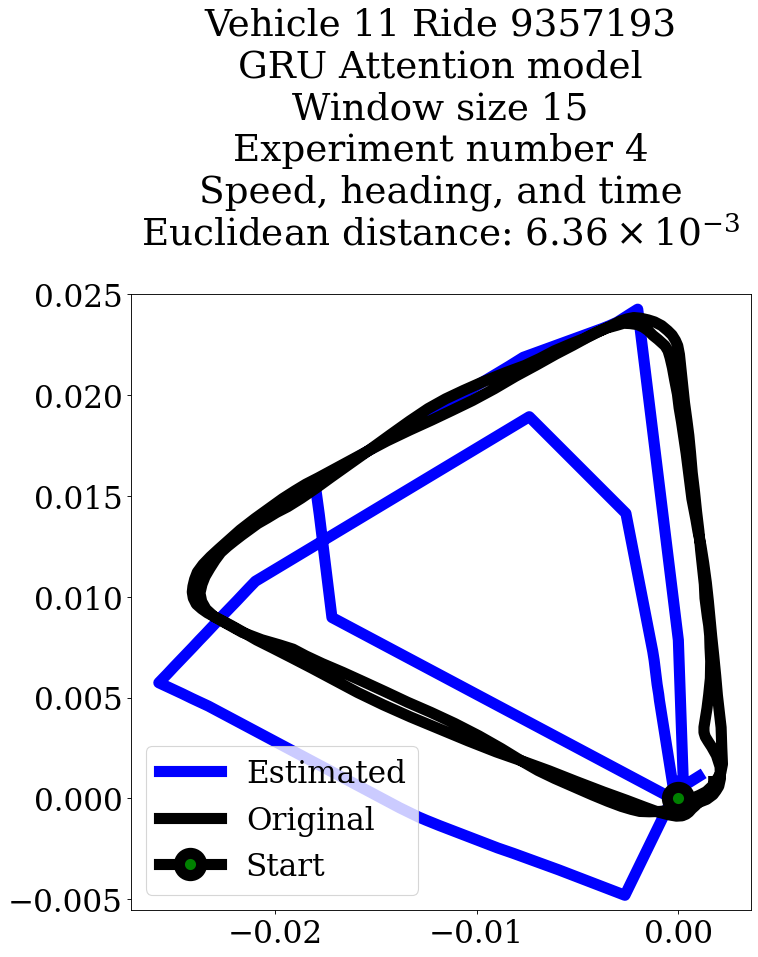 Vehicle 11 Ride 9357193
GRU Attention model
Window size 15
Experiment number 4
Speed, heading, and time
Euclidean distance: 6.36 × 10⁻³
0.025
0.020
0.015
0.010
0.005
0.000
−0.005
Estimated
Original
Start
−0.02 −0.01 0.00